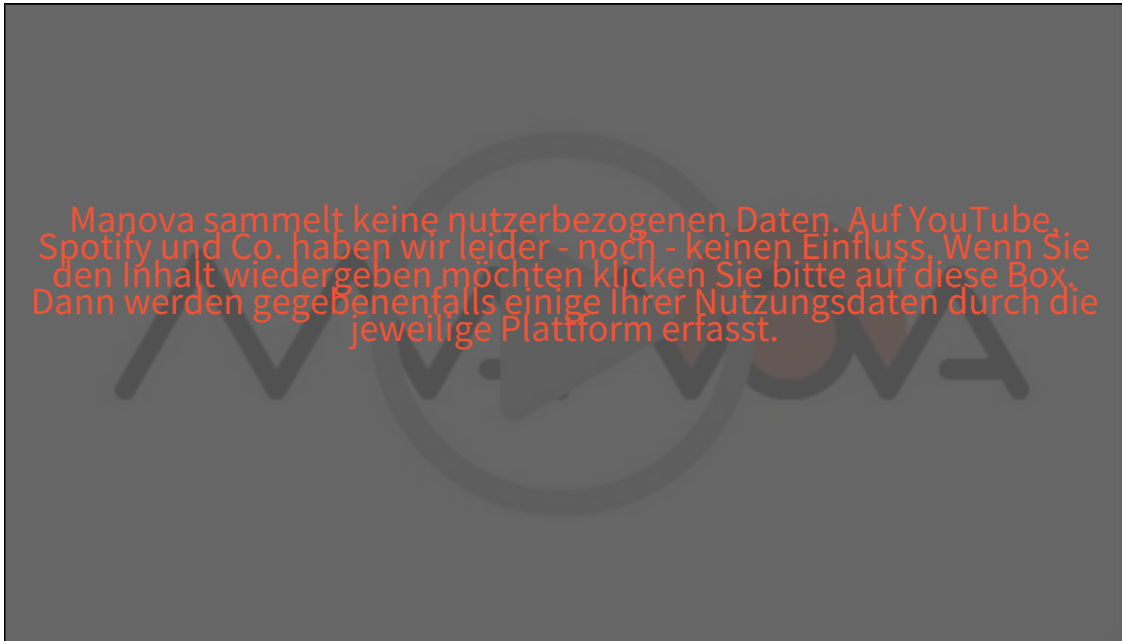 Manova sammelt keine nutzerbezogenen Daten. Auf YouTube,
Spotify und Co. haben wir leider - noch - keinen Einfluss. Wenn Sie
den Inhalt wiedergeben möchten klicken Sie bitte auf diese Box.
Dann werden gegebenenfalls einige Ihrer Nutzungsdaten durch die
jeweilige Plattform erfasst.
MANOVA